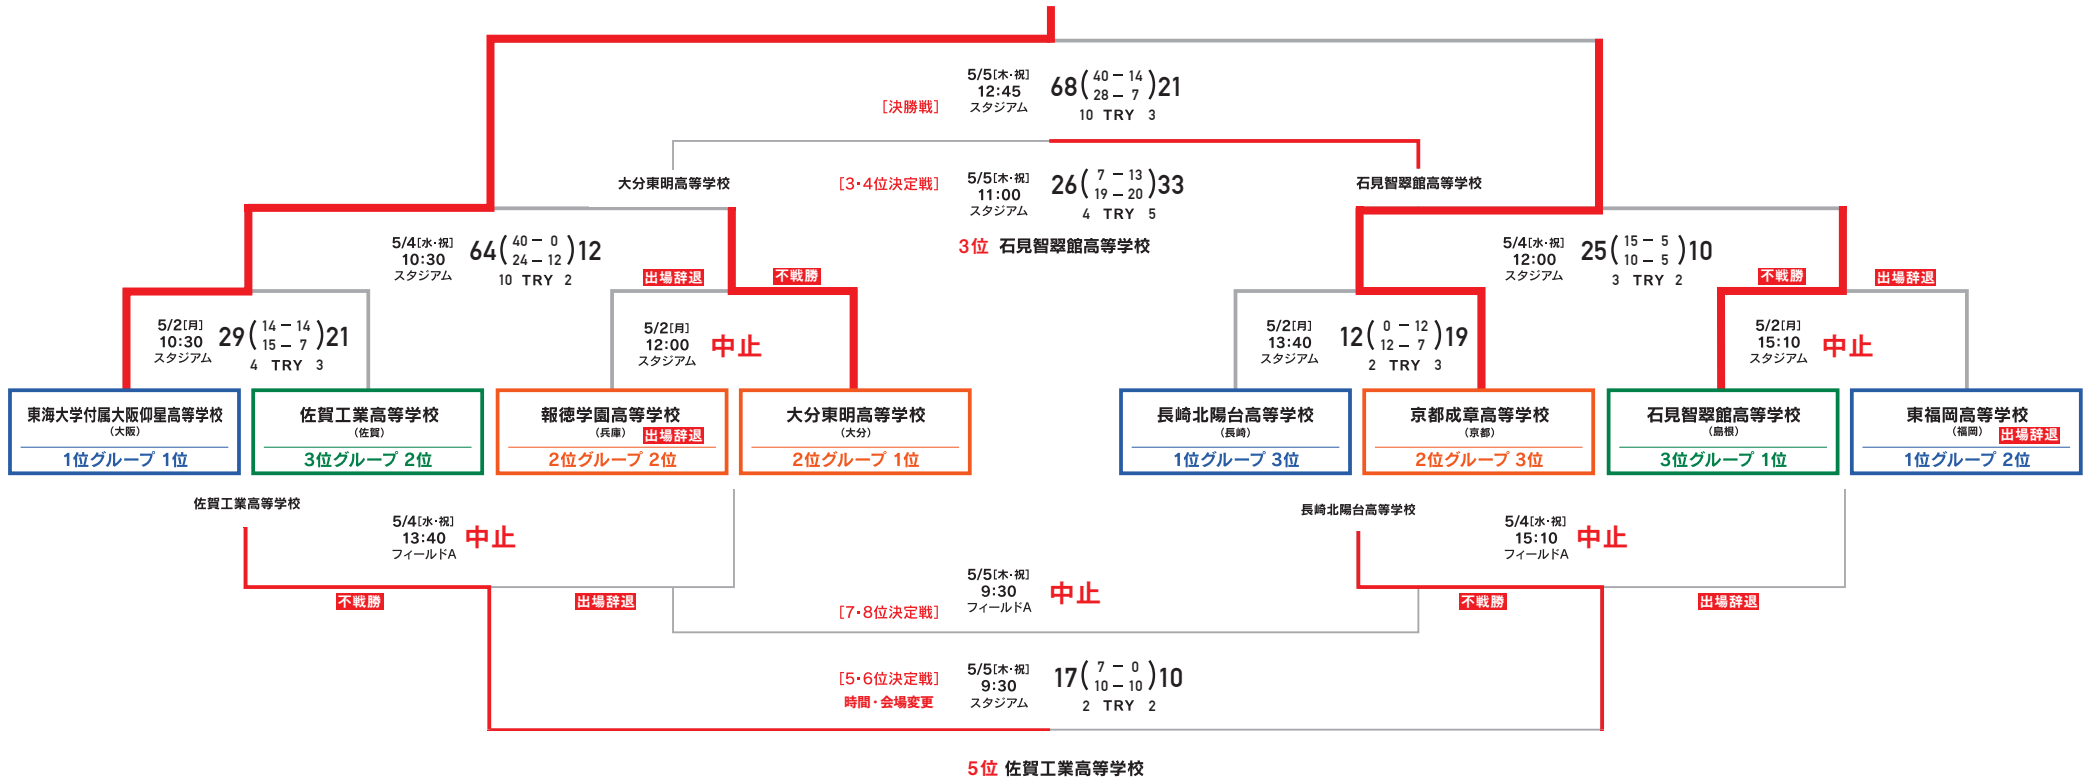 5/5[木・祝]
12:45
スタジアム
[決勝戦]
68(40－14
28－7)21
10 TRY 3
大分東明高等学校
[3・4位決定戦]
5/5[木・祝]
11:00
スタジアム
26(7－13
19－20)33
4 TRY 5
石見智翠館高等学校
3位 石見智翠館高等学校
5/4[水・祝]
10:30
スタジアム
64(40－0
24－12)12
10 TRY 2
出場辞退
不戦勝
5/4[水・祝]
12:00
スタジアム
25(15－5
10－5)10
3 TRY 2
不戦勝
出場辞退
5/2[月]
10:30
スタジアム
29(14－14
15－7)21
4 TRY 3
5/2[月]
12:00
スタジアム
中止
5/2[月]
13:40
スタジアム
12(0－12
12－7)19
2 TRY 3
5/2[月]
15:10
スタジアム
中止
東海大学付属大阪仰星高等学校
(大阪)
1位グループ 1位
佐賀工業高等学校
(佐賀)
3位グループ 2位
報徳学園高等学校
(兵庫)
出場辞退
2位グループ 2位
大分東明高等学校
(大分)
2位グループ 1位
長崎北陽台高等学校
(長崎)
1位グループ 3位
京都成章高等学校
(京都)
2位グループ 3位
石見智翠館高等学校
(島根)
3位グループ 1位
東福岡高等学校
(福岡)
出場辞退
1位グループ 2位
佐賀工業高等学校
5/4[水・祝]
13:40
フィールドA
中止
不戦勝
出場辞退
長崎北陽台高等学校
5/4[水・祝]
15:10
フィールドA
中止
不戦勝
出場辞退
[7・8位決定戦]
5/5[木・祝]
9:30
フィールドA
中止
[5・6位決定戦]
時間・会場変更
5/5[木・祝]
9:30
スタジアム
17(7－0
10－10)10
2 TRY 2
5位 佐賀工業高等学校